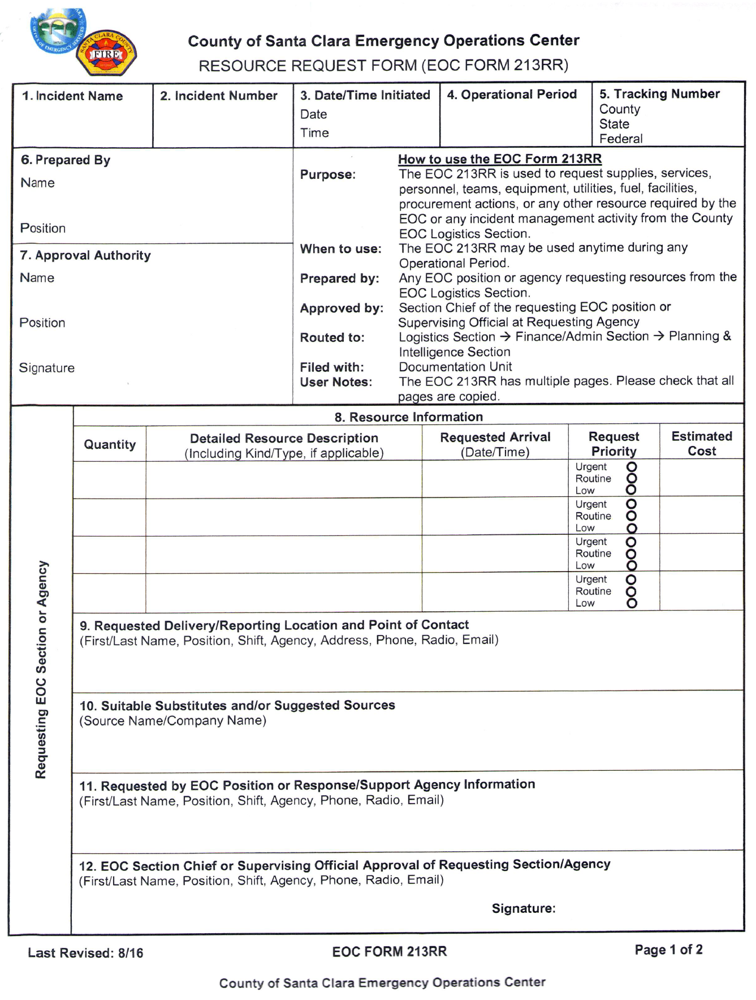 OFFICE OF EMERGENCY SERVICES
SANTA CLARA COUNTY
FIRE
County of Santa Clara Emergency Operations Center
RESOURCE REQUEST FORM (EOC FORM 213RR)
1. Incident Name
2. Incident Number
3. Date/Time Initiated
Date
Time
4. Operational Period
5. Tracking Number
County
State
Federal
6. Prepared By
Name
Position
7. Approval Authority
Name
Position
Signature
How to use the EOC Form 213RR
Purpose: The EOC 213RR is used to request supplies, services,
personnel, teams, equipment, utilities, fuel, facilities,
procurement actions, or any other resource required by the
EOC or any incident management activity from the County
EOC Logistics Section.
When to use: The EOC 213RR may be used anytime during any
Operational Period.
Prepared by: Any EOC position or agency requesting resources from the
EOC Logistics Section.
Approved by: Section Chief of the requesting EOC position or
Supervising Official at Requesting Agency
Routed to: Logistics Section → Finance/Admin Section → Planning &
Intelligence Section
Filed with: Documentation Unit
User Notes: The EOC 213RR has multiple pages. Please check that all
pages are copied.
Requesting EOC Section or Agency
8. Resource Information
Quantity
Detailed Resource Description
(Including Kind/Type, if applicable)
Requested Arrival
(Date/Time)
Request
Priority
Estimated
Cost
Urgent
Routine
Low
Urgent
Routine
Low
Urgent
Routine
Low
Urgent
Routine
Low
9. Requested Delivery/Reporting Location and Point of Contact
(First/Last Name, Position, Shift, Agency, Address, Phone, Radio, Email)
10. Suitable Substitutes and/or Suggested Sources
(Source Name/Company Name)
11. Requested by EOC Position or Response/Support Agency Information
(First/Last Name, Position, Shift, Agency, Phone, Radio, Email)
12. EOC Section Chief or Supervising Official Approval of Requesting Section/Agency
(First/Last Name, Position, Shift, Agency, Phone, Radio, Email)
Signature:
Last Revised: 8/16
EOC FORM 213RR
Page 1 of 2
County of Santa Clara Emergency Operations Center